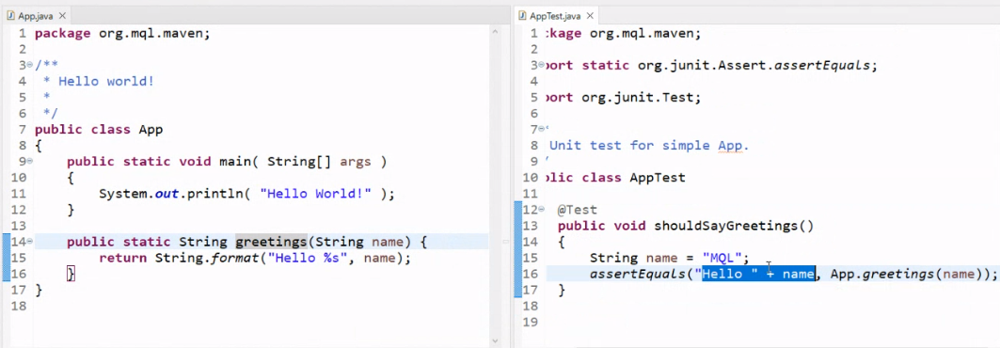 App.java
1 package org.mql.maven;
2
3 /**
4  * Hello world!
5  *
6  */
7 public class App
8 {
9     public static void main( String[] args )
10     {
11         System.out.println( "Hello World!" );
12     }
13
14     public static String greetings(String name) {
15         return String.format("Hello %s", name);
16     }
17 }
18
AppTest.java
1 kage org.mql.maven;
2
3 ort static org.junit.Assert.assertEquals;
4
5 ort org.junit.Test;
6
7 *
8 Unit test for simple App.
9 /
10 blic class AppTest
11
12 @Test
13 public void shouldSayGreetings()
14 {
15     String name = "MQL";
16     assertEquals("Hello " + name, App.greetings(name));
17 }
18
19